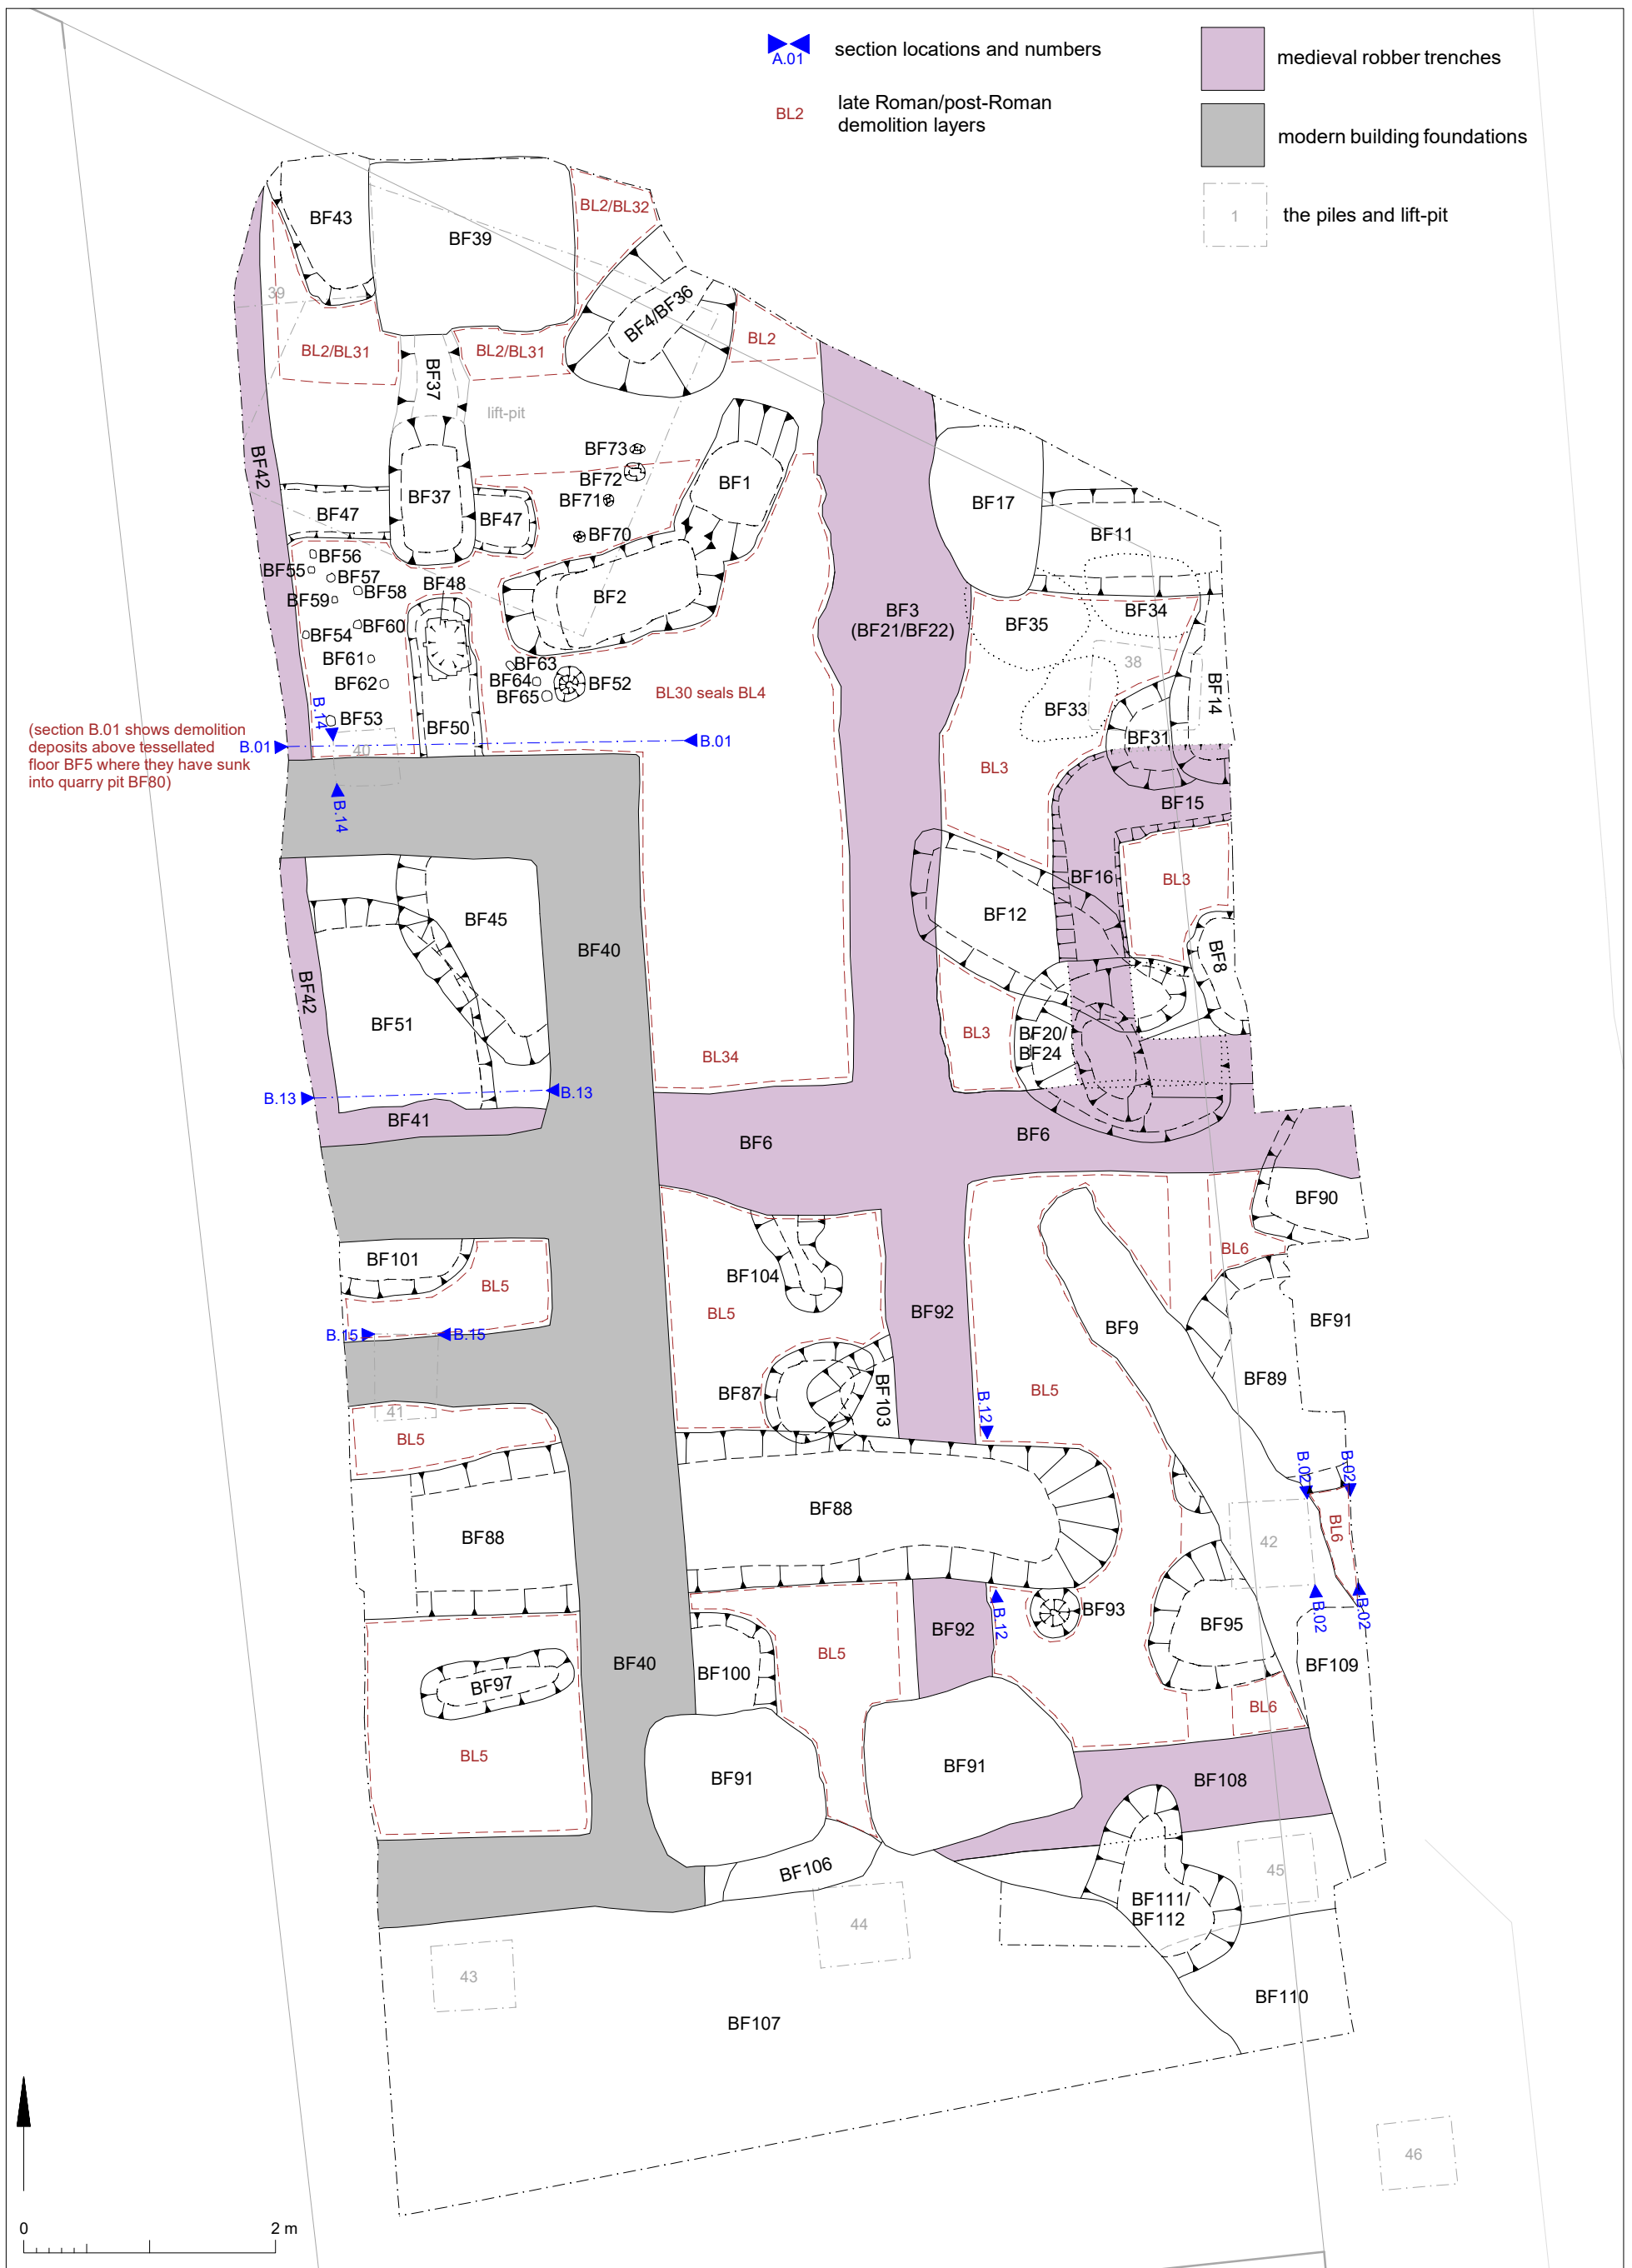 A.01
section locations and numbers
BL2
late Roman/post-Roman
demolition layers
medieval robber trenches
modern building foundations
1
the piles and lift-pit
BF43
BF39
BL2/BL32
39
BF4/BF36
BL2/BL31
BF37
BL2/BL31
BL2
lift-pit
BF42
BF73
BF72
BF71
BF70
BF1
BF37
BF47
BF47
BF17
BF11
BF56
BF55
BF57
BF58
BF59
BF48
BF2
BF54
BF60
BF61
BF62
BF63
BF64
BF65
BF52
BF53
BF50
BF3
(BF21/BF22)
BF35
BF34
38
BF33
BF14
BF31
BL30 seals BL4
B.14
(section B.01 shows demolition
deposits above tessellated
floor BF5 where they have sunk
into quarry pit BF80)
B.01
40
B.01
B.14
BL3
BF15
BF16
BL3
BF45
BF12
BF40
BF8
BF42
BF51
BL3
BF20/
BF24
BL34
B.13
B.13
BF41
BF6
BF6
BF90
BF101
BL5
BF104
BL5
BF92
BF9
BL6
BF91
B.15
B.15
BF89
BF87
BF103
BL5
B.12
41
BL5
B.02
B.02
BF88
BF88
42
BL6
BF93
B.12
BF95
B.02
B.02
BF92
BL5
BF40
BF100
BF97
BF109
BL6
BL5
BF91
BF91
BF108
BF106
45
BF111/
BF112
44
43
BF110
BF107
46
0
2 m